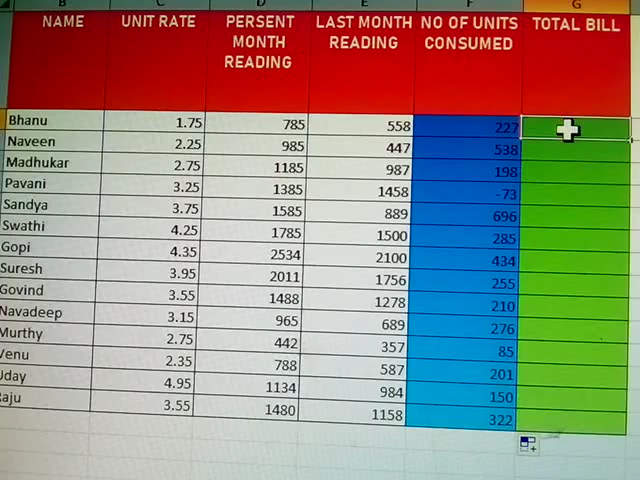 B C D E F G
NAME UNIT RATE PERSENT MONTH READING LAST MONTH READING NO OF UNITS CONSUMED TOTAL BILL
Bhanu 1.75 785 558 227
Naveen 2.25 985 447 538
Madhukar 2.75 1185 987 198
Pavani 3.25 1385 1458 -73
Sandya 3.75 1585 889 696
Swathi 4.25 1785 1500 285
Gopi 4.35 2534 2100 434
Suresh 3.95 2011 1756 255
Govind 3.55 1488 1278 210
Navadeep 3.15 965 689 276
Murthy 2.75 442 357 85
Venu 2.35 788 587 201
Uday 4.95 1134 984 150
Raju 3.55 1480 1158 322